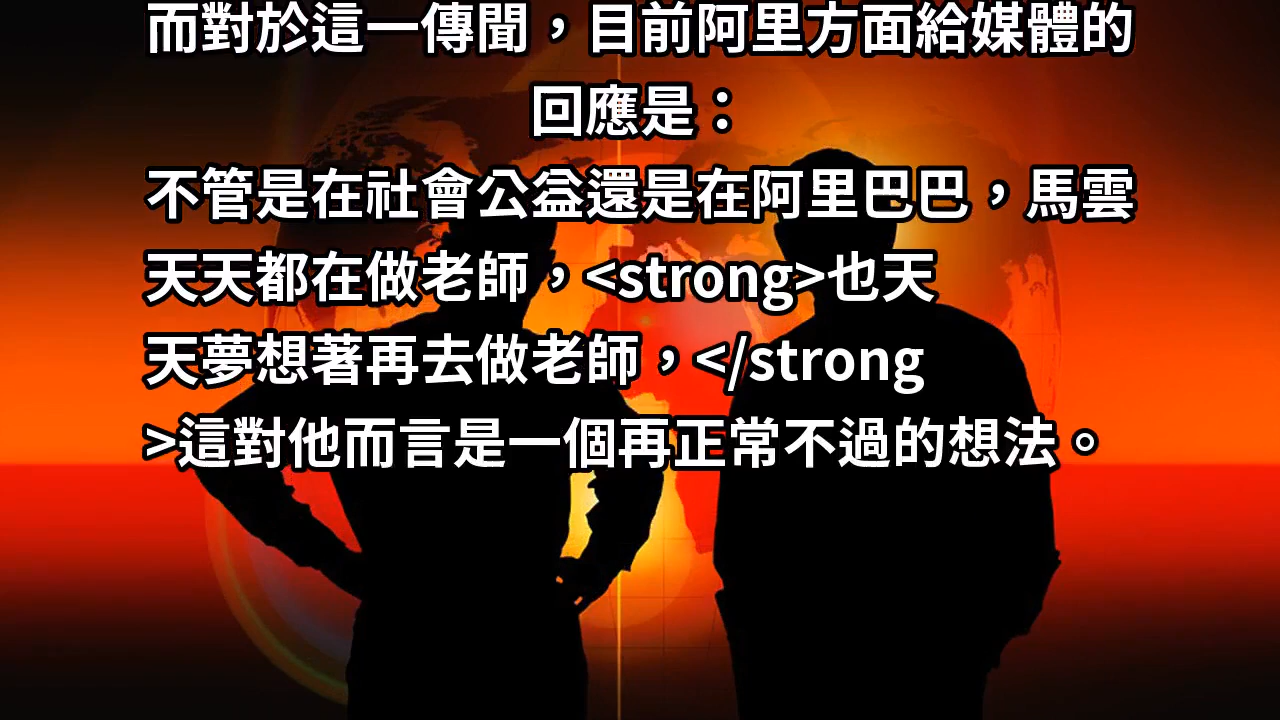 而對於這一傳聞，目前阿里方面給媒體的
回應是：
不管是在社會公益還是在阿里巴巴，馬雲
天天都在做老師，<strong>也天
天夢想著再去做老師，</strong
>這對他而言是一個再正常不過的想法。